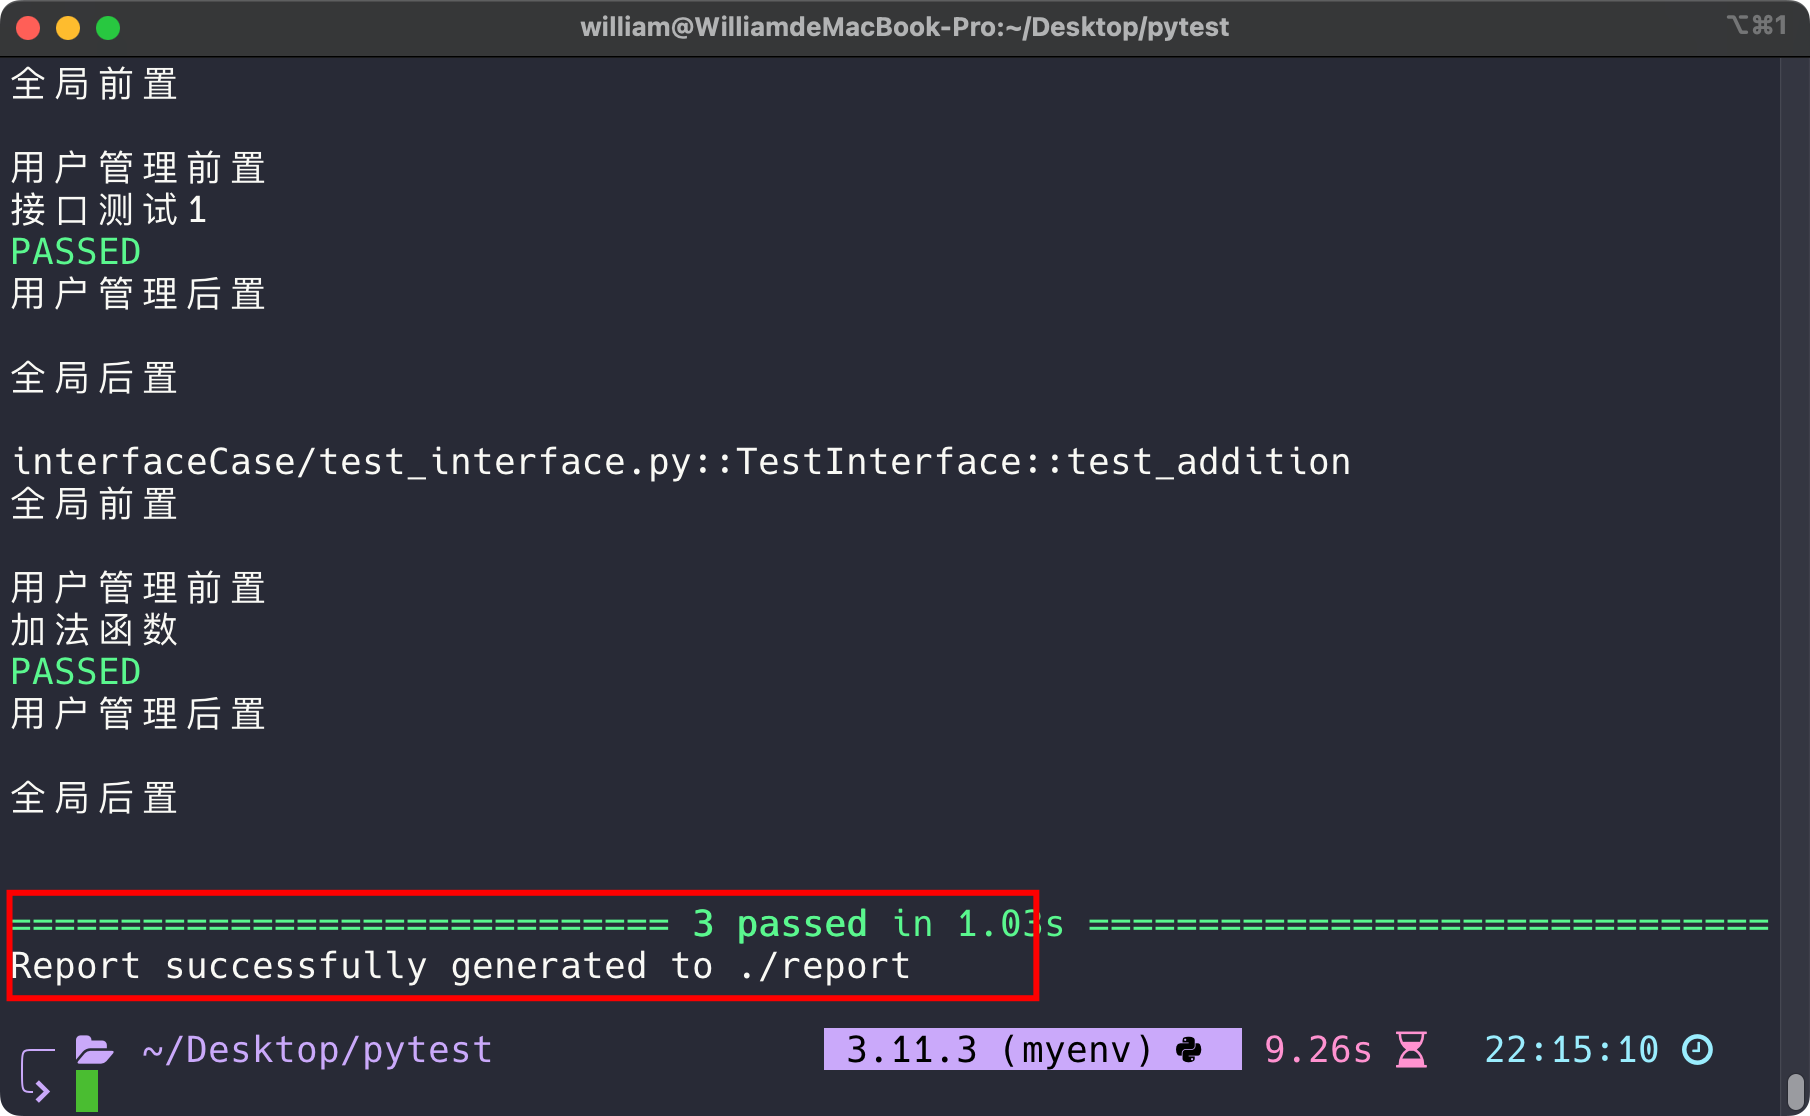 william@WilliamdeMacBook-Pro:~/Desktop/pytest
⌥⌘1
全局前置
用户管理前置
接口测试1
PASSED
用户管理后置
全局后置
interfaceCase/test_interface.py::TestInterface::test_addition
全局前置
用户管理前置
加法函数
PASSED
用户管理后置
全局后置
============================== 3 passed in 1.03s ===============================
Report successfully generated to ./report
~/Desktop/pytest 3.11.3 (myenv) 9.26s 22:15:10